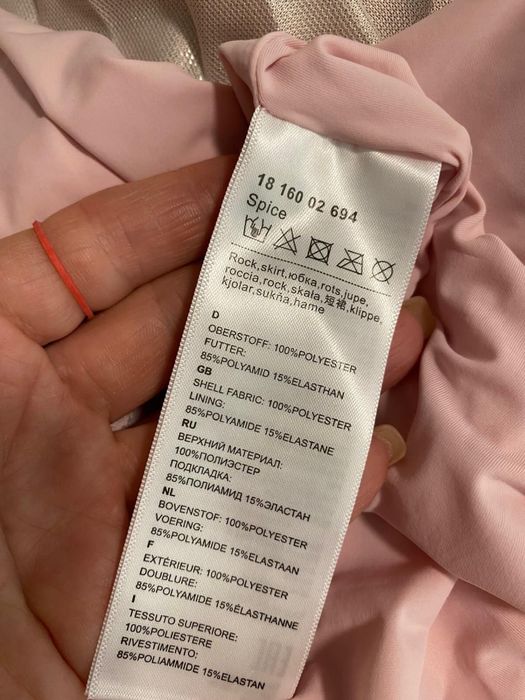 18 160 02 694
Spice
Rock,skirt,юбка,rots,jupe,
roccia,rock,skała,短裙,klippe,
kjolar,sukňa,hame
D
OBERSTOFF: 100%POLYESTER
FUTTER:
85%POLYAMID 15%ELASTHAN
GB
SHELL FABRIC: 100%POLYESTER
LINING:
85%POLYAMIDE 15%ELASTANE
RU
ВЕРХНИЙ МАТЕРИАЛ:
100%ПОЛИЭСТЕР
ПОДКЛАДКА:
85%ПОЛИАМИД 15%ЭЛАСТАН
NL
BOVENSTOF: 100%POLYESTER
VOERING:
85%POLYAMIDE 15%ELASTAAN
F
EXTÉRIEUR: 100%POLYESTER
DOUBLURE:
85%POLYAMIDE 15%ÉLASTHANNE
I
TESSUTO SUPERIORE:
100%POLIESTERE
RIVESTIMENTO:
85%POLIAMMIDE 15%ELASTAN